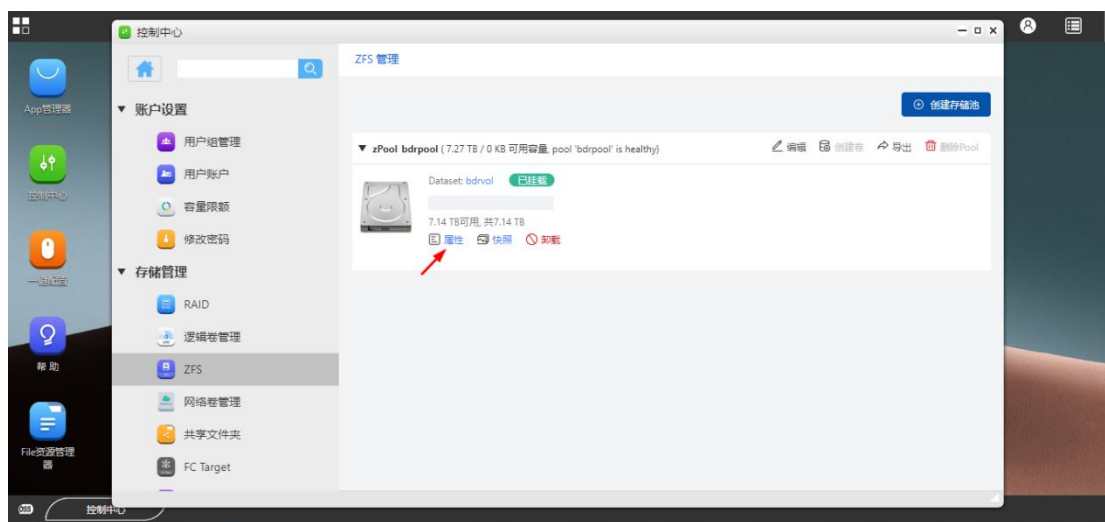 控制中心
App管理器
控制中心
一键配置
帮 助
File资源管理
器
账户设置
用户组管理
用户账户
容量限额
修改密码
存储管理
RAID
逻辑卷管理
ZFS
网络卷管理
共享文件夹
FC Target
ZFS 管理
创建存储池
zPool bdrpool ( 7.27 TB / 0 KB 可用容量, pool 'bdrpool' is healthy)
编辑 创建卷 导出 删除Pool
Dataset: bdrvol 已挂载
7.14 TB可用, 共7.14 TB
属性 快照 卸载
控制中心